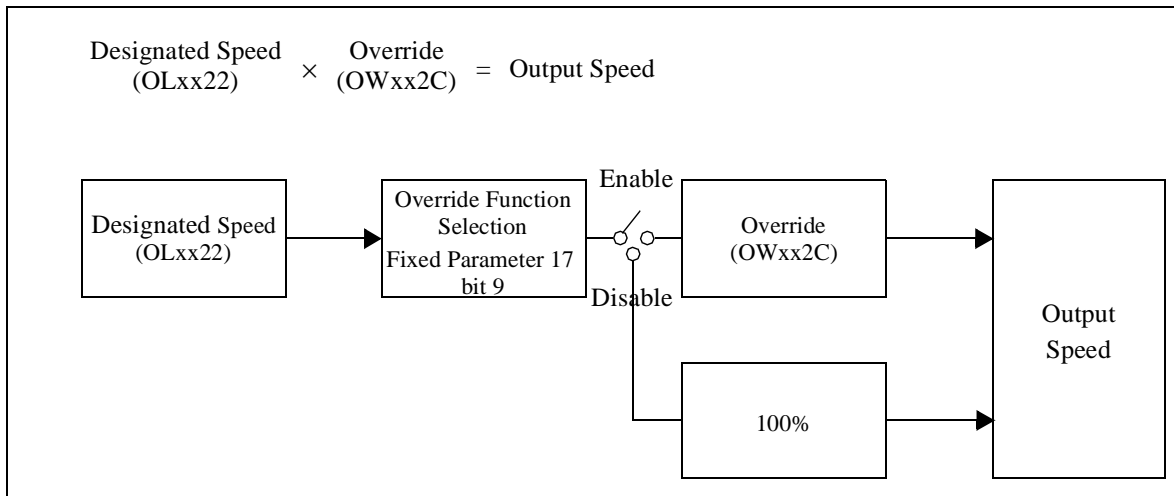 Designated Speed × Override = Output Speed
(OLxx22) (OWxx2C)
Designated Speed
(OLxx22)
Override Function
Selection
Fixed Parameter 17
bit 9
Enable
Disable
Override
(OWxx2C)
100%
Output
Speed